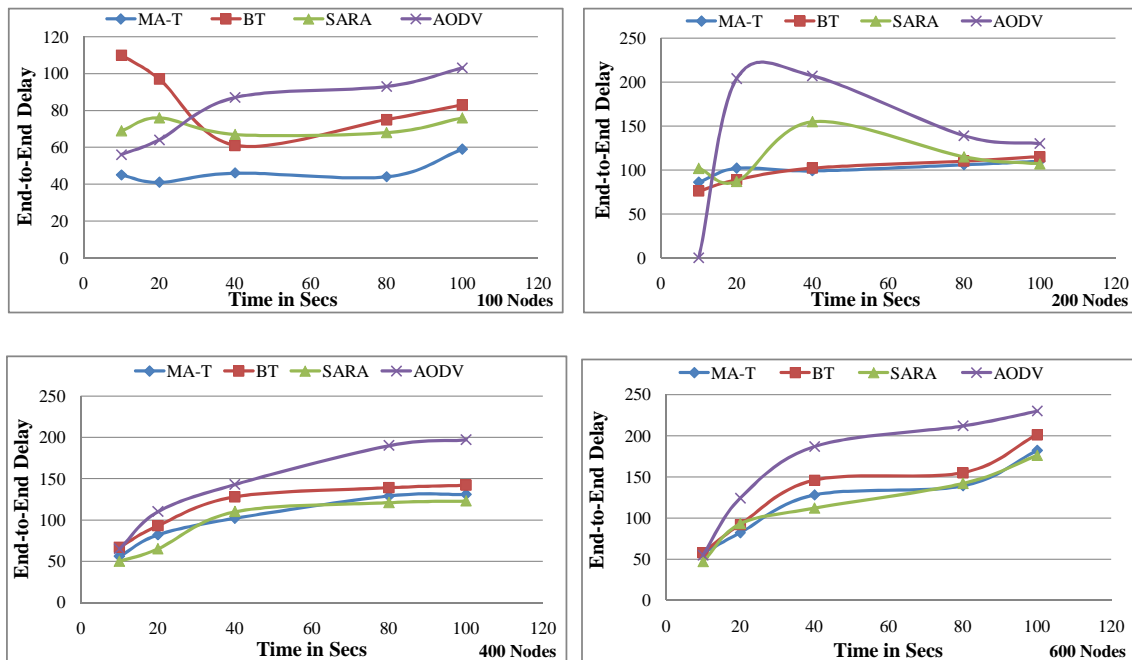 MA-T BT SARA AODV
End-to-End Delay
120
100
80
60
40
20
0
0 20 40 60 80 100 120
Time in Secs
100 Nodes
MA-T BT SARA AODV
End-to-End Delay
250
200
150
100
50
0
0 20 40 60 80 100 120
Time in Secs
200 Nodes
MA-T BT SARA AODV
End-to-End Delay
250
200
150
100
50
0
0 20 40 60 80 100 120
Time in Secs
400 Nodes
MA-T BT SARA AODV
End-to-End Delay
250
200
150
100
50
0
0 20 40 60 80 100 120
Time in Secs
600 Nodes